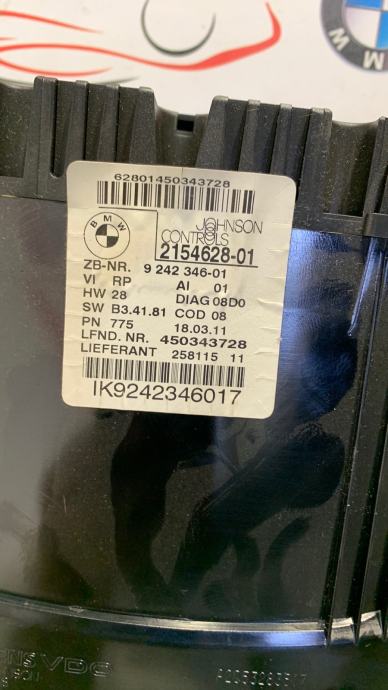 BMW
62801450343728
BMW
JOHNSON
CONTROLS
2154628-01
ZB-NR. 9 242 346-01
VI RP AI 01
HW 28 DIAG 08D0
SW B3.41.81 COD 08
PN 775 18.03.11
LFND. NR. 450343728
LIEFERANT 258115 11
IK9242346017
VDO